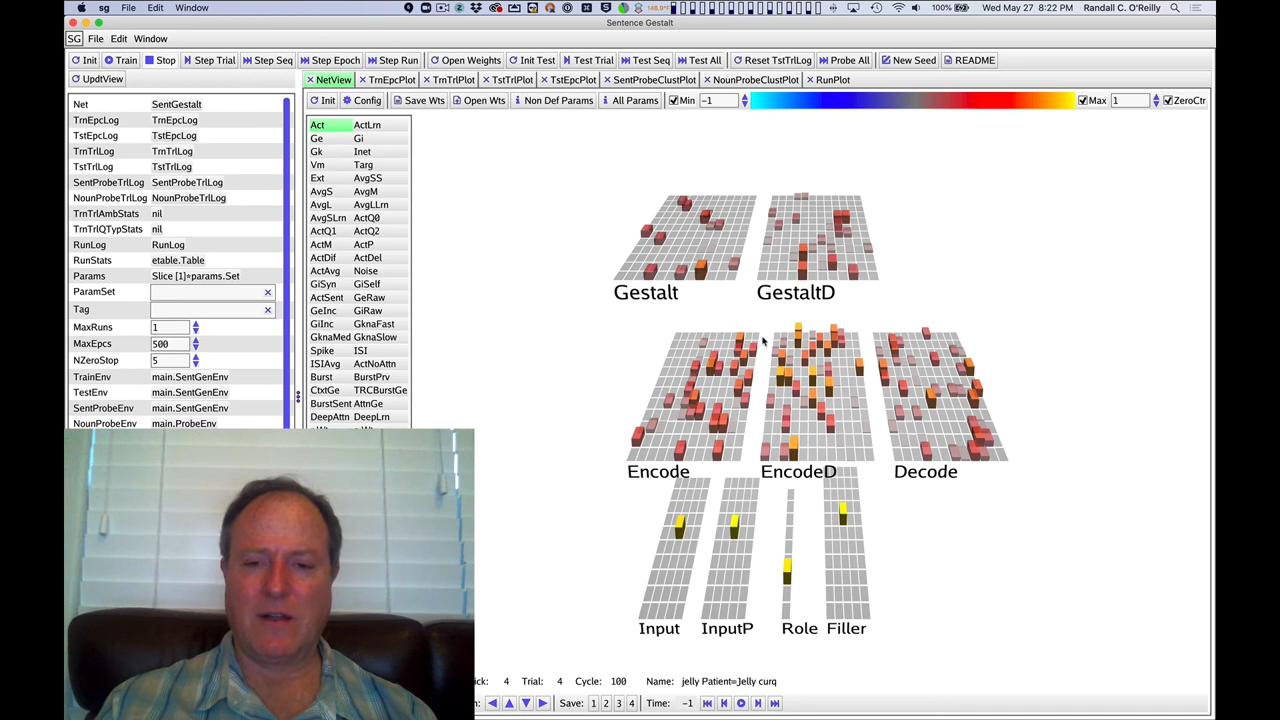 sg File Edit Window 100% Wed May 27 8:22 PM Randall C. O'Reilly
Sentence Gestalt
SG File Edit Window
Init Train Stop Step Trial Step Seq Step Epoch Step Run Open Weights Init Test Test Trial Test Seq Test All Reset TstTrlLog Probe All New Seed README
UpdtView
NetView TrnEpcPlot TrnTrlPlot TstTrlPlot TstEpcPlot SentProbeClustPlot NounProbeClustPlot RunPlot
Init Config Save Wts Open Wts Non Def Params All Params Min -1 Max 1 ZeroCtr
Net SentGestalt
TrnEpcLog TrnEpcLog
TstEpcLog TstEpcLog
TrnTrlLog TrnTrlLog
TstTrlLog TstTrlLog
SentProbeTrlLog SentProbeTrlLog
NounProbeTrlLog NounProbeTrlLog
TrnTrlAmbStats nil
TrnTrlQTypStats nil
RunLog RunLog
RunStats etable.Table
Params Slice [1]*params.Set
ParamSet
Tag
MaxRuns 1
MaxEpcs 500
NZeroStop 5
TrainEnv main.SentGenEnv
TestEnv main.SentGenEnv
SentProbeEnv main.SentGenEnv
NounProbeEnv main.ProbeEnv
Act ActLrn
Ge Gi
Gk Inet
Vm Targ
Ext AvgSS
AvgS AvgM
AvgL AvgLLrn
AvgSLrn ActQ0
ActQ1 ActQ2
ActM ActP
ActDif ActDel
ActAvg Noise
GiSyn GiSelf
ActSent GeRaw
GeInc GiRaw
GiInc GknaFast
GknaMed GknaSlow
Spike ISI
ISIAvg ActNoAttn
Burst BurstPrv
CtxtGe TRCBurstGe
BurstSent AttnGe
DeepAttn DeepLrn
Gestalt GestaltD
Encode EncodeD Decode
Input InputP Role Filler
4 Trial: 4 Cycle: 100 Name: jelly Patient=Jelly curq
Save: 1 2 3 4 Time: -1